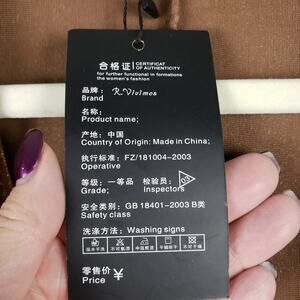 合格证 CERTIFICATE OF AUTHENTICITY
for further functional in formations
the women's fashion
品牌: R.Vivimos
Brand
名称:
Product name;
产地: 中国
Country of Origin: Made in China;
执行标准: FZ/181004-2003
Operative
等级: 一等品 检验员:
Grade; Inspectors
安全类别: GB 18401-2003 B类
Safety class
洗涤方法: Washing signs
零售价 ¥
Price